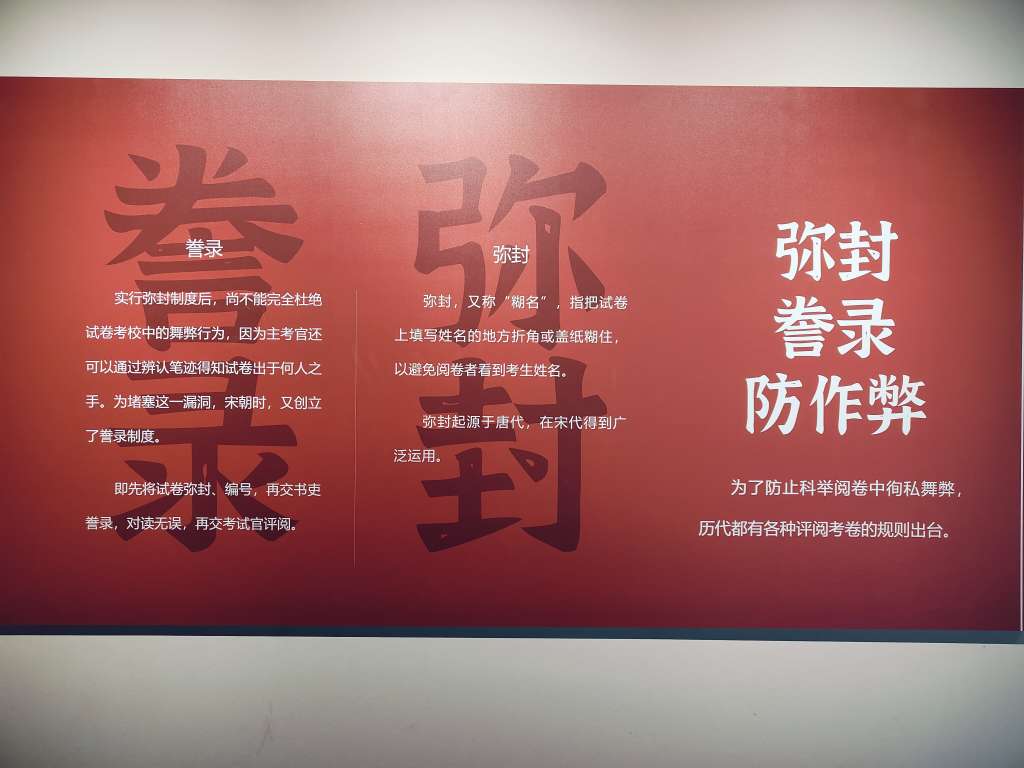 弥封
誊录
防作弊
为了防止科举阅卷中徇私舞弊，
历代都有各种评阅考卷的规则出台。
弥封
弥封
弥封，又称“糊名”，指把试卷
上填写姓名的地方折角或盖纸糊住，
以避免阅卷者看到考生姓名。
弥封起源于唐代，在宋代得到广
泛运用。
誊录
誊录
实行弥封制度后，尚不能完全杜绝
试卷考校中的舞弊行为，因为主考官还
可以通过辨认笔迹得知试卷出于何人之
手。为堵塞这一漏洞，宋朝时，又创立
了誊录制度。
即先将试卷弥封、编号，再交书吏
誊录，对读无误，再交考试官评阅。